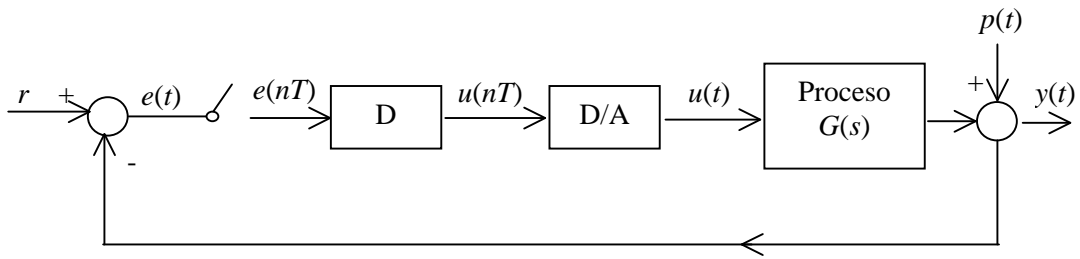 p(t)
r
+
e(t)
e(nT)
D
u(nT)
D/A
u(t)
Proceso
G(s)
+
y(t)
-